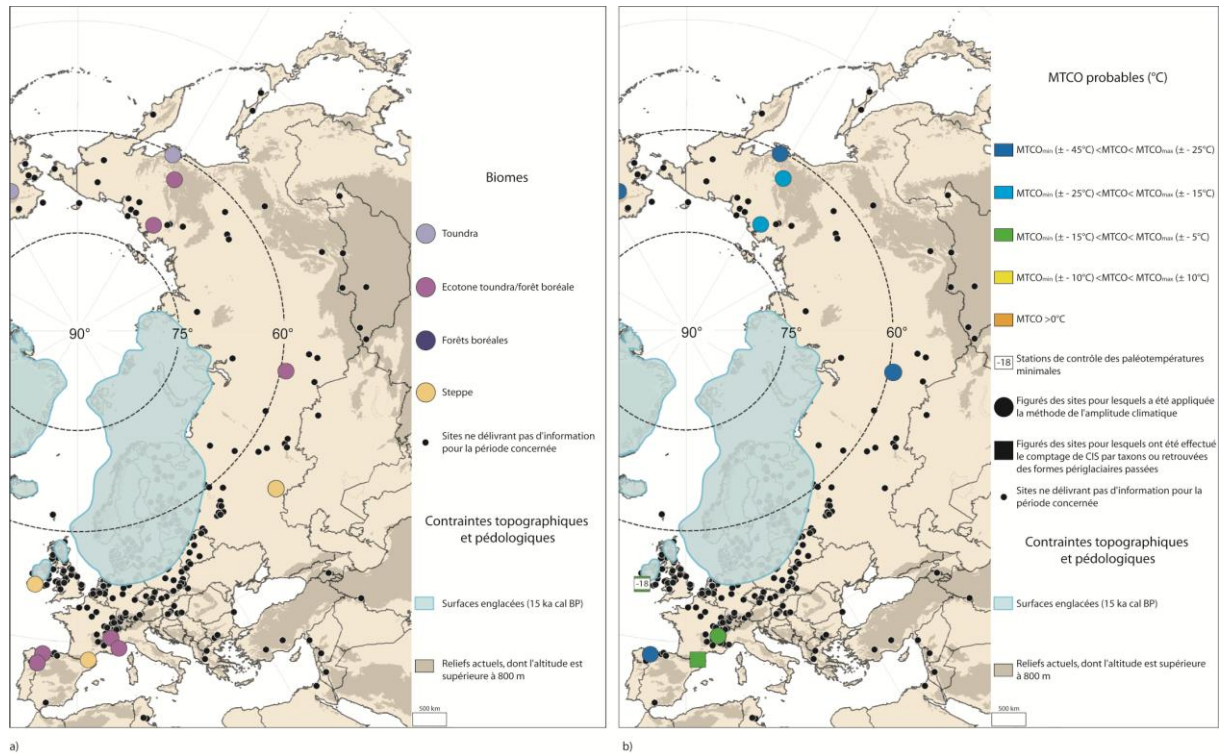 90°
75°
60°
Biomes
Toundra
Ecotone toundra/forêt boréale
Forêts boréales
Steppe
Sites ne délivrant pas d'information
pour la période concernée
Contraintes topographiques
et pédologiques
Surfaces englacées (15 ka cal BP)
Reliefs actuels, dont l'altitude est
supérieure à 800 m
500 km
a)
90°
75°
60°
-18
MTCO probables (°C)
MTCOmin (± - 45°C) <MTCO< MTCOmax (± - 25°C)
MTCOmin (± - 25°C) <MTCO< MTCOmax (± - 15°C)
MTCOmin (± - 15°C) <MTCO< MTCOmax (± - 5°C)
MTCOmin (± - 10°C) <MTCO< MTCOmax (± 10°C)
MTCO >0°C
-18 Stations de contrôle des paléotempératures
minimales
Figurés des sites pour lesquels a été appliquée
la méthode de l'amplitude climatique
Figurés des sites pour lesquels ont été effectué
le comptage de CIS par taxons ou retrouvées
des formes périglaciaires passées
Sites ne délivrant pas d'information pour la
période concernée
Contraintes topographiques
et pédologiques
Surfaces englacées (15 ka cal BP)
Reliefs actuels, dont l'altitude est supérieure
à 800 m
500 km
b)